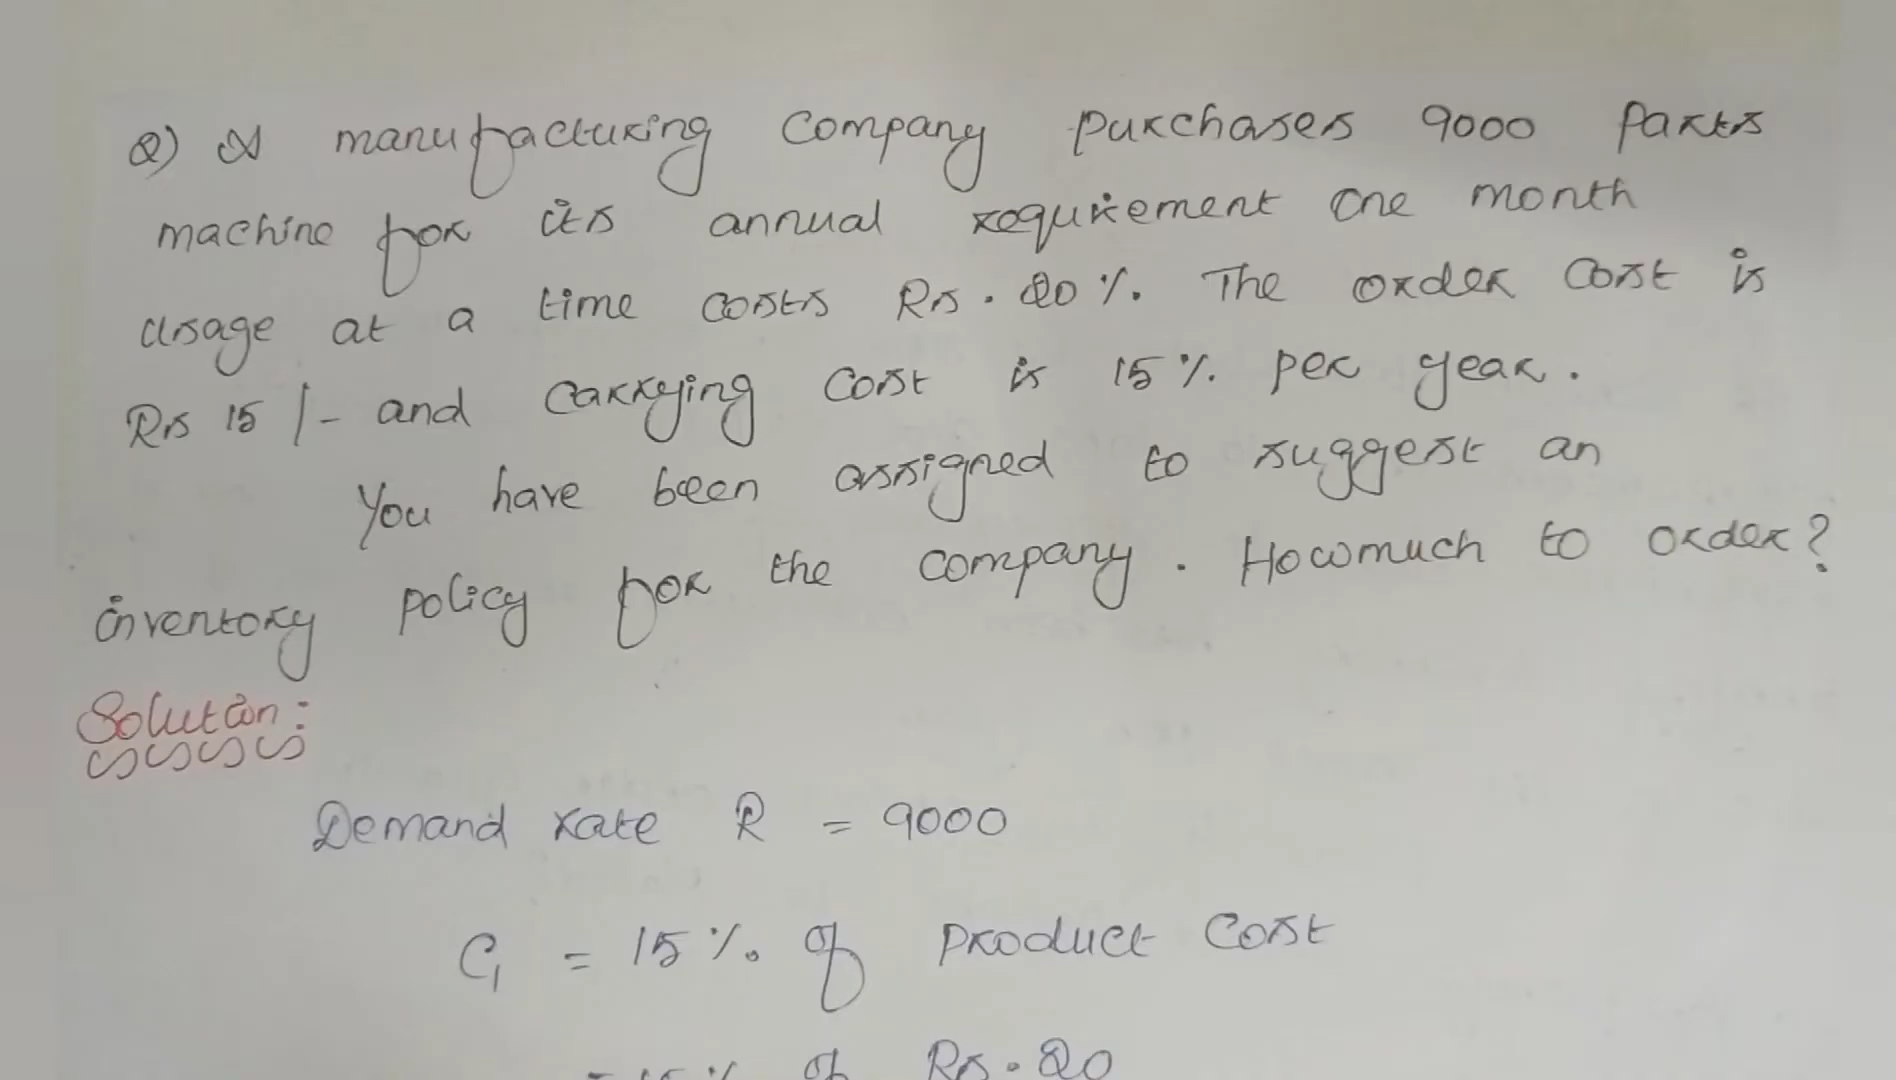 Q) A manufacturing company purchases 9000 parts
machine for its annual requirement one month
usage at a time costs Rs. 20 %. The order cost is
Rs 15 /- and carrying cost is 15 %. per year.
You have been assigned to suggest an
inventory policy for the company. Howmuch to order?
Solution:
Demand rate R = 9000
C1 = 15 %. of product cost
= 15 % of Rs. 20